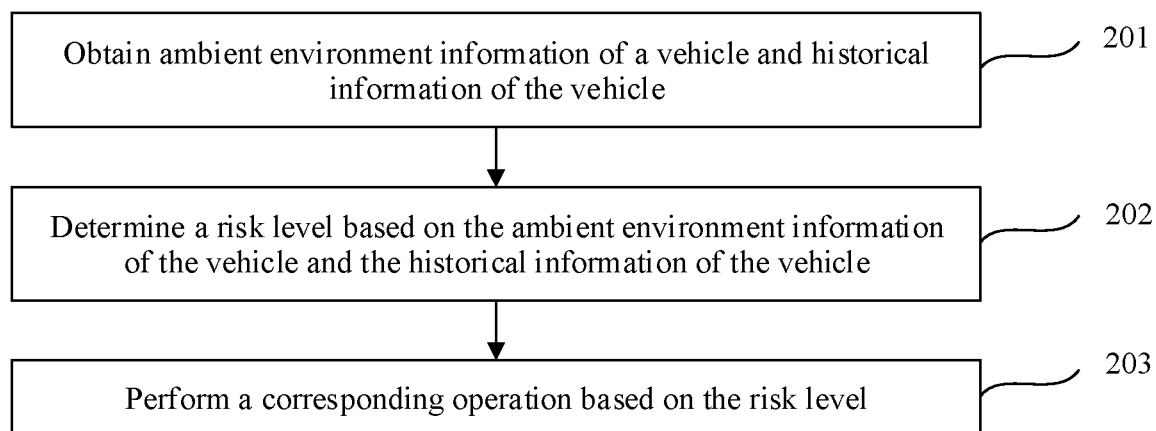 Obtain ambient environment information of a vehicle and historical
information of the vehicle
201
Determine a risk level based on the ambient environment information
of the vehicle and the historical information of the vehicle
202
Perform a corresponding operation based on the risk level
203